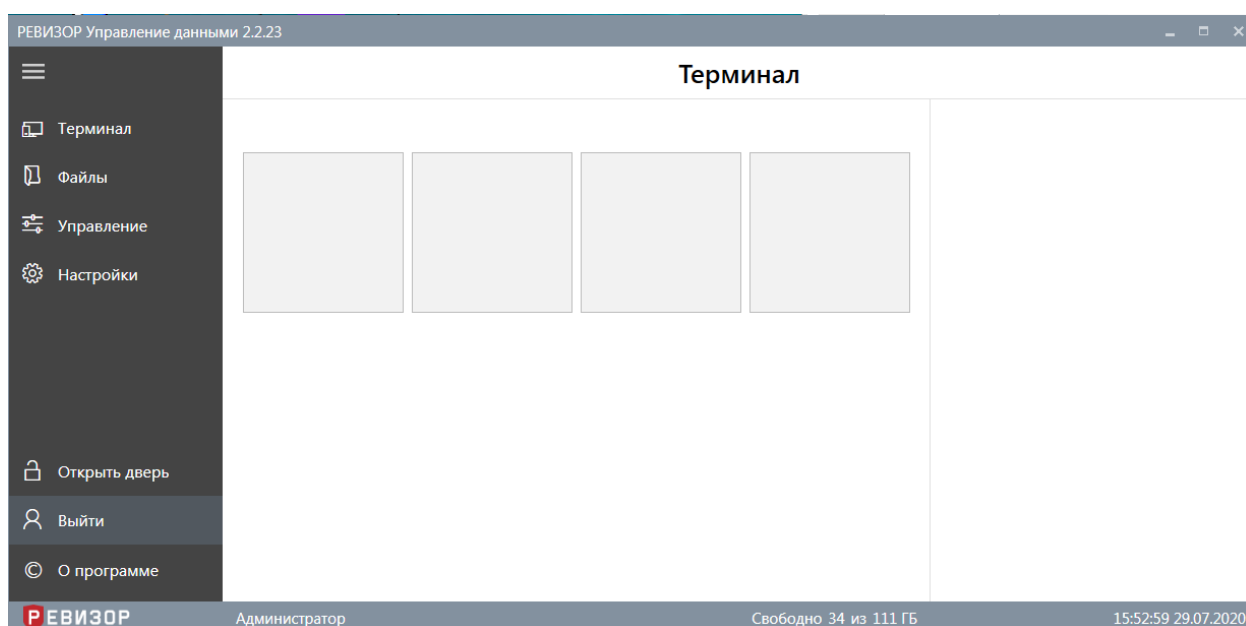 РЕВИЗОР Управление данными 2.2.23
Терминал
Терминал
Файлы
Управление
Настройки
Открыть дверь
Выйти
© О программе
РЕВИЗОР Администратор Свободно 34 из 111 ГБ 15:52:59 29.07.2020